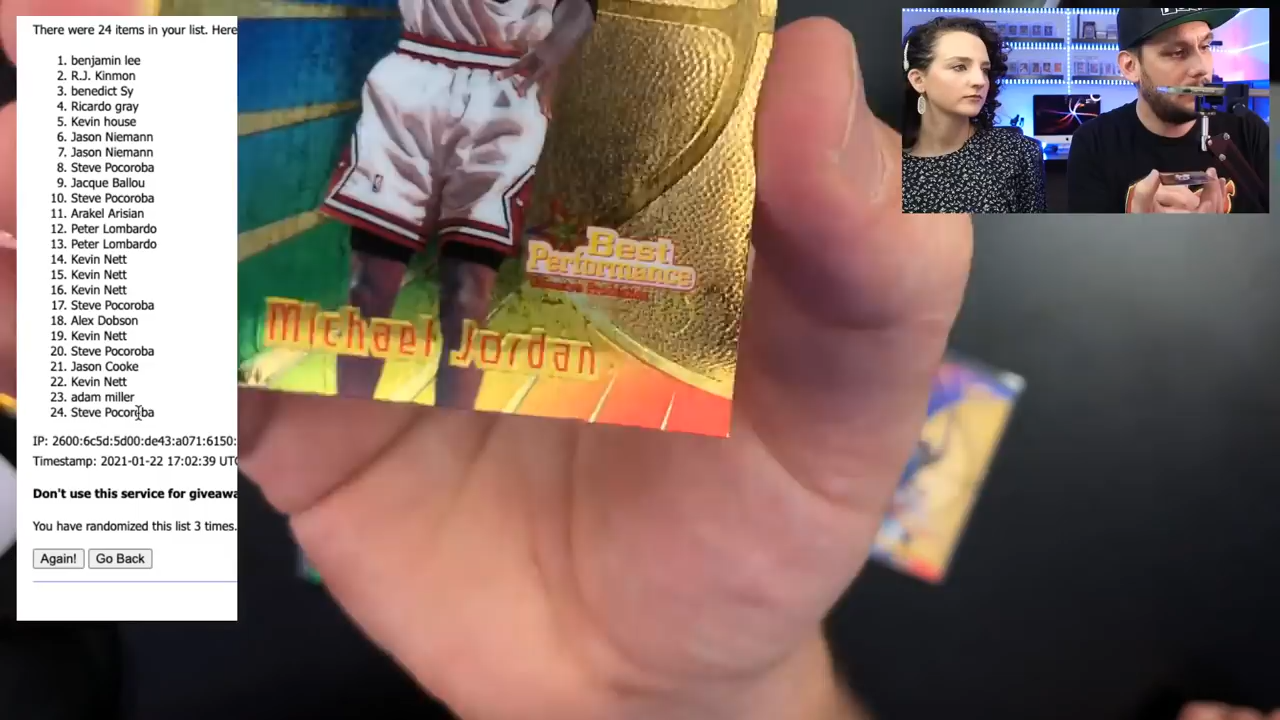 There were 24 items in your list. Here
1. benjamin lee
2. R.J. Kinmon
3. benedict Sy
4. Ricardo gray
5. Kevin house
6. Jason Niemann
7. Jason Niemann
8. Steve Pocoroba
9. Jacque Ballou
10. Steve Pocoroba
11. Arakel Arisian
12. Peter Lombardo
13. Peter Lombardo
14. Kevin Nett
15. Kevin Nett
16. Kevin Nett
17. Steve Pocoroba
18. Alex Dobson
19. Kevin Nett
20. Steve Pocoroba
21. Jason Cooke
22. Kevin Nett
23. adam miller
24. Steve Pocoroba
IP: 2600:6c5d:5d00:de43:a071:6150:
Timestamp: 2021-01-22 17:02:39 UTC
Don't use this service for giveawa
You have randomized this list 3 times.
Again! Go Back
Best
Performance
Michael Jordan